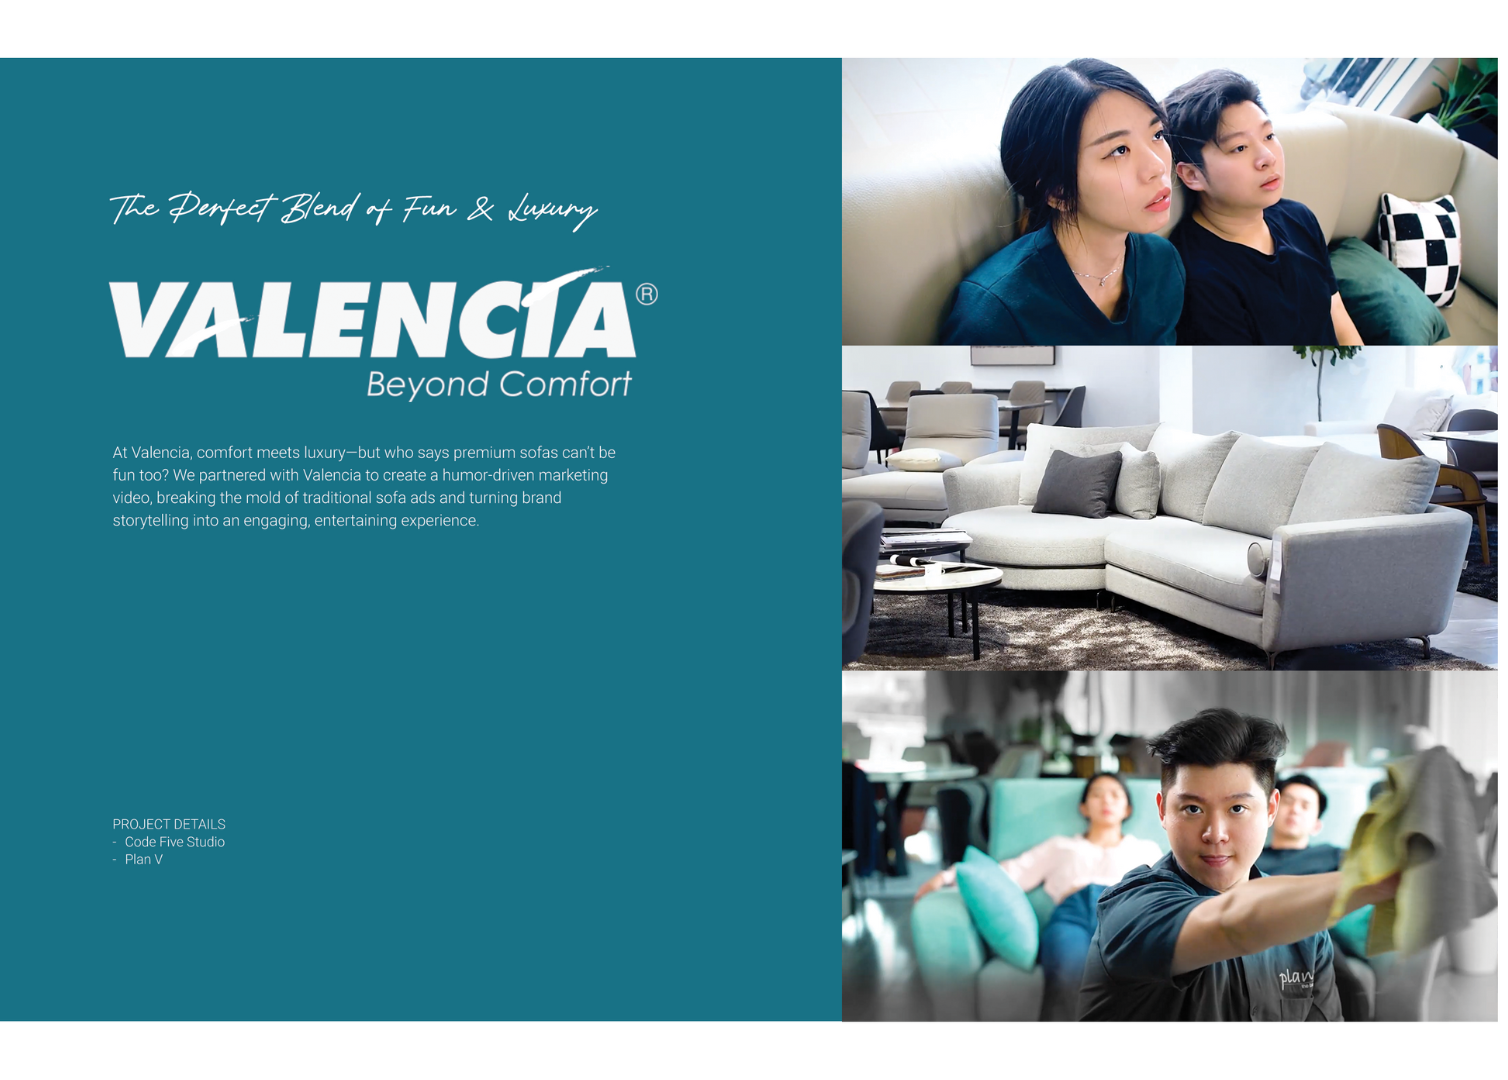 The Perfect Blend of Fun & Luxury
VALENCIA®
Beyond Comfort
At Valencia, comfort meets luxury—but who says premium sofas can't be
fun too? We partnered with Valencia to create a humor-driven marketing
video, breaking the mold of traditional sofa ads and turning brand
storytelling into an engaging, entertaining experience.
PROJECT DETAILS
- Code Five Studio
- Plan V
plan